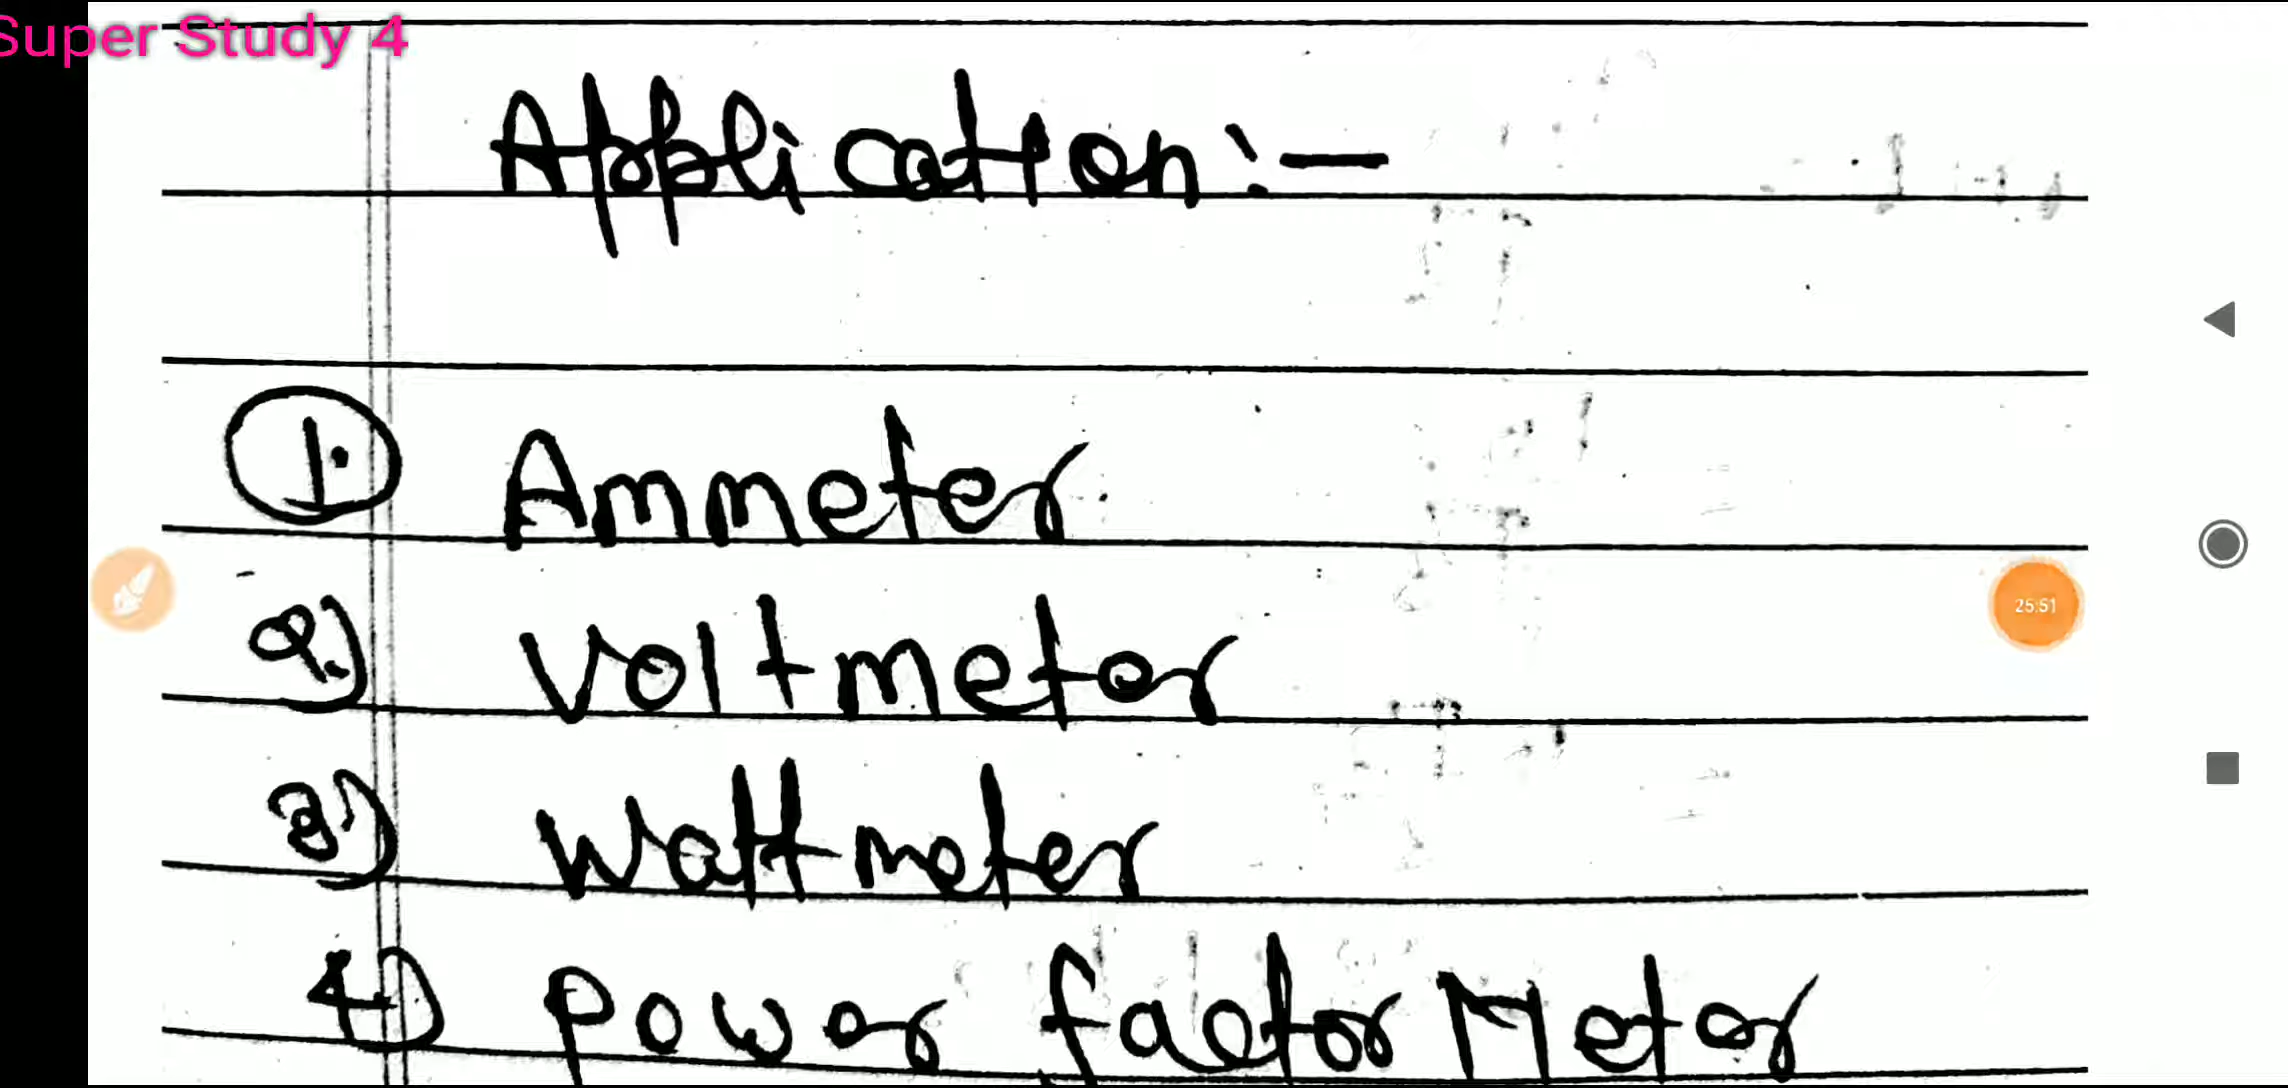 Super Study 4
Application:-
1. Ammeter
2.) Voltmeter
3) Wattmeter
25:51
4) Power factor Meter